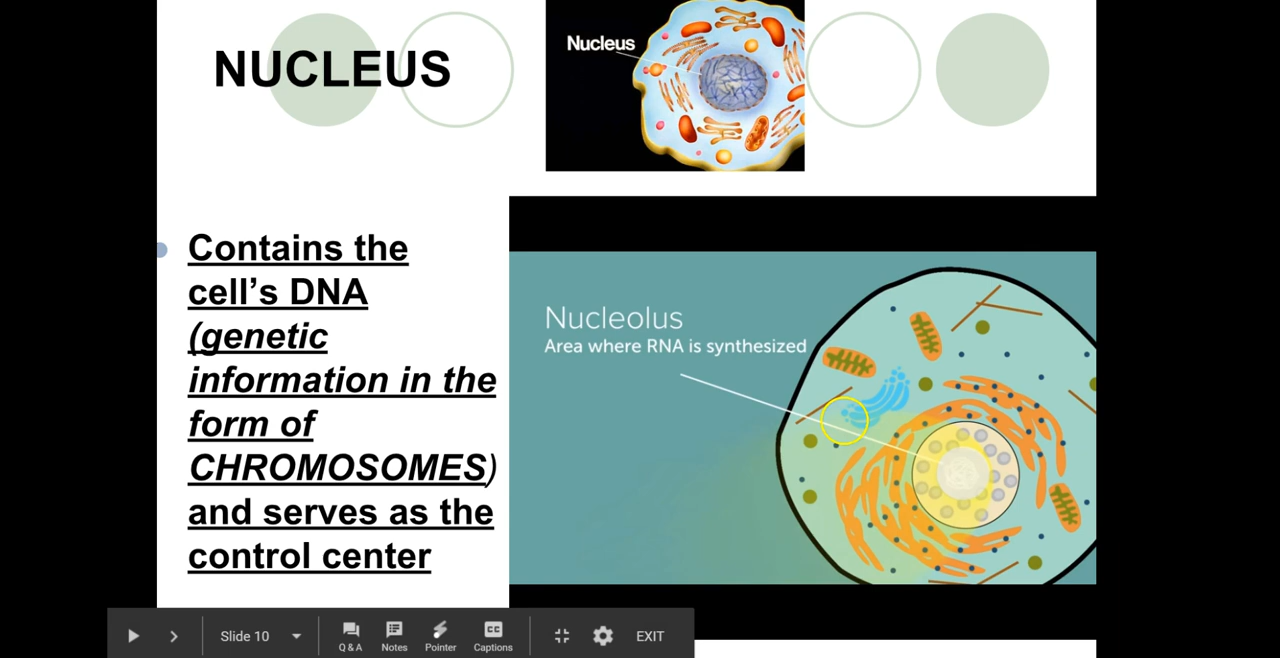 NUCLEUS
Nucleus
Contains the
cell’s DNA
(genetic
information in the
form of
CHROMOSOMES)
and serves as the
control center
Nucleolus
Area where RNA is synthesized
Slide 10
Q & A
Notes
Pointer
CC
Captions
EXIT